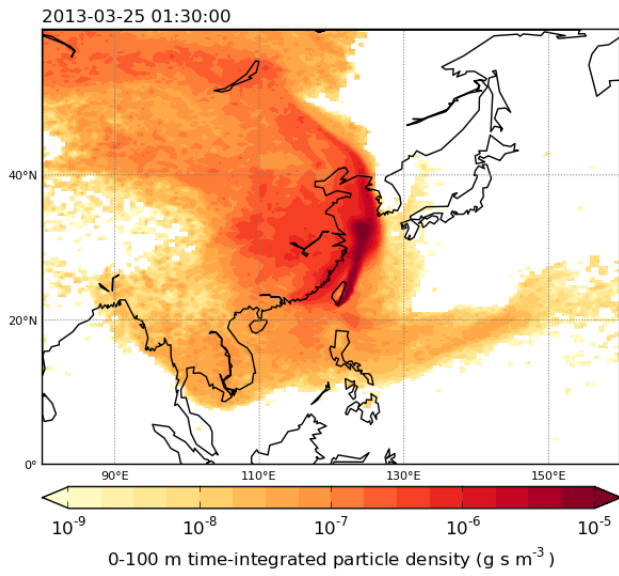 2013-03-25 01:30:00
40°N
20°N
0°
90°E 110°E 130°E 150°E
10⁻⁹ 10⁻⁸ 10⁻⁷ 10⁻⁶ 10⁻⁵
0-100 m time-integrated particle density (g s m⁻³)